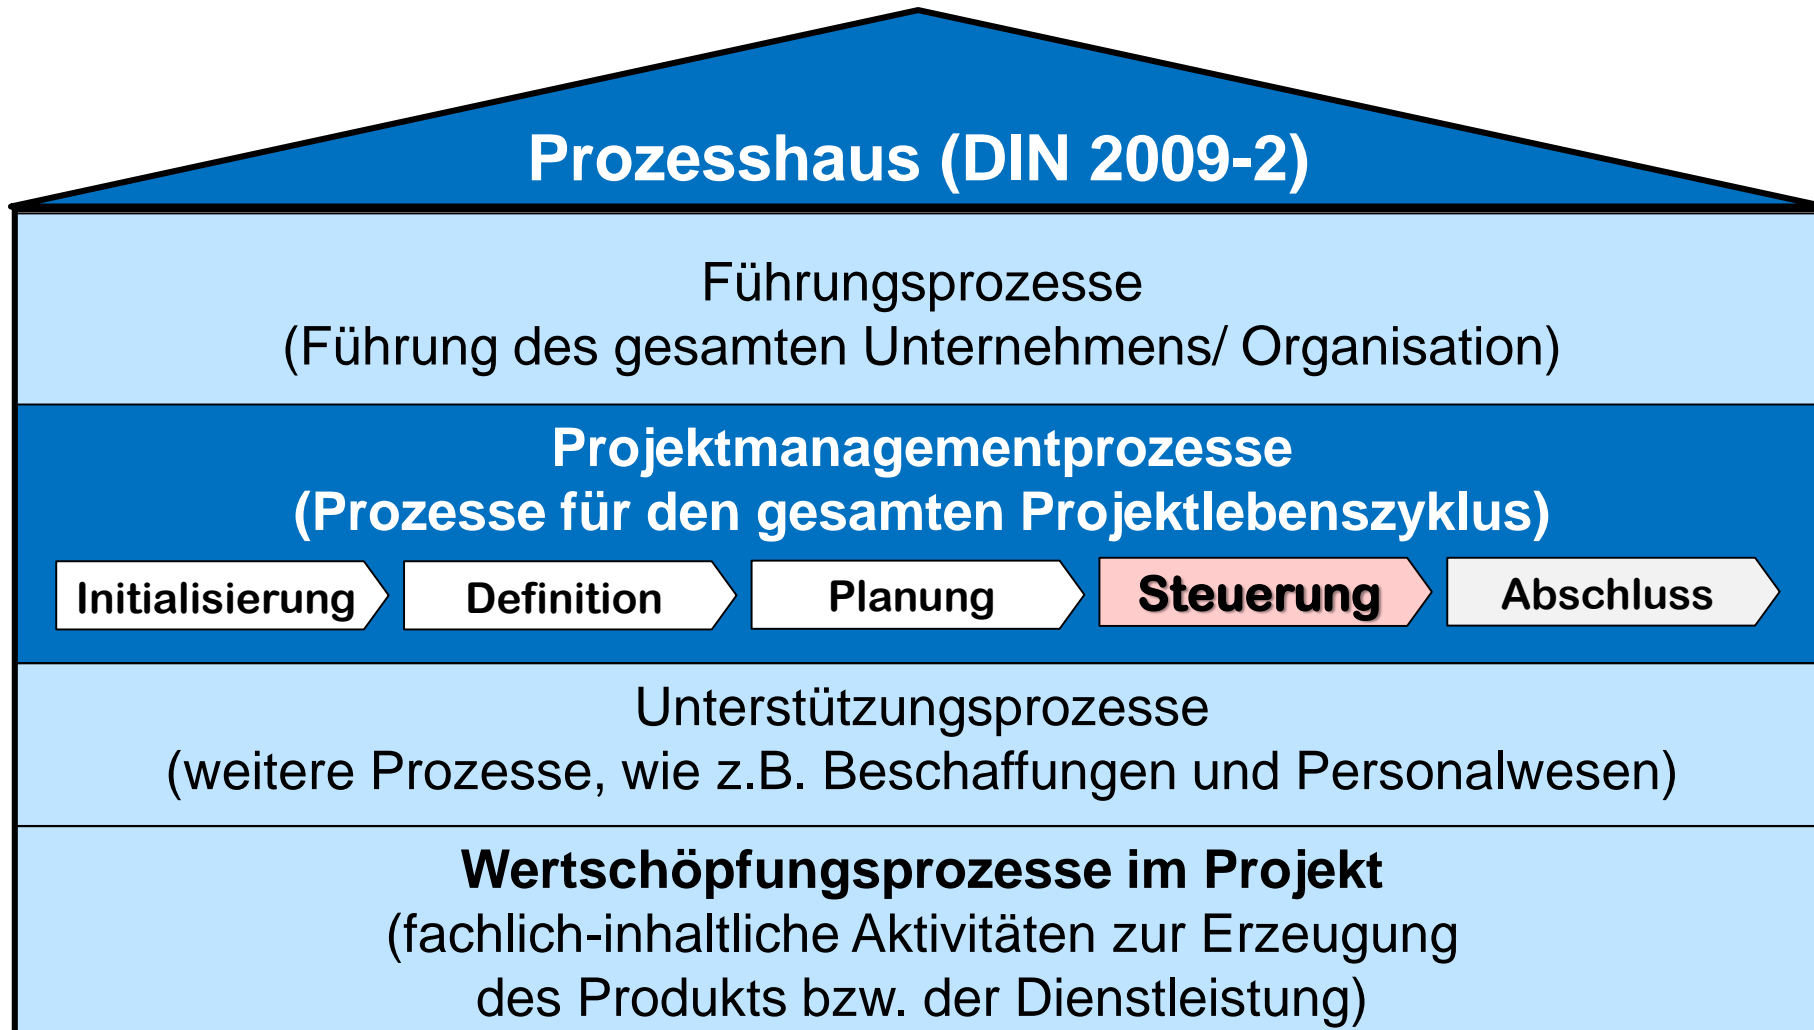 Prozesshaus (DIN 2009-2)
Führungsprozesse
(Führung des gesamten Unternehmens/ Organisation)
Projektmanagementprozesse
(Prozesse für den gesamten Projektlebenszyklus)
Initialisierung
Definition
Planung
Steuerung
Abschluss
Unterstützungsprozesse
(weitere Prozesse, wie z.B. Beschaffungen und Personalwesen)
Wertschöpfungsprozesse im Projekt
(fachlich-inhaltliche Aktivitäten zur Erzeugung
des Produkts bzw. der Dienstleistung)